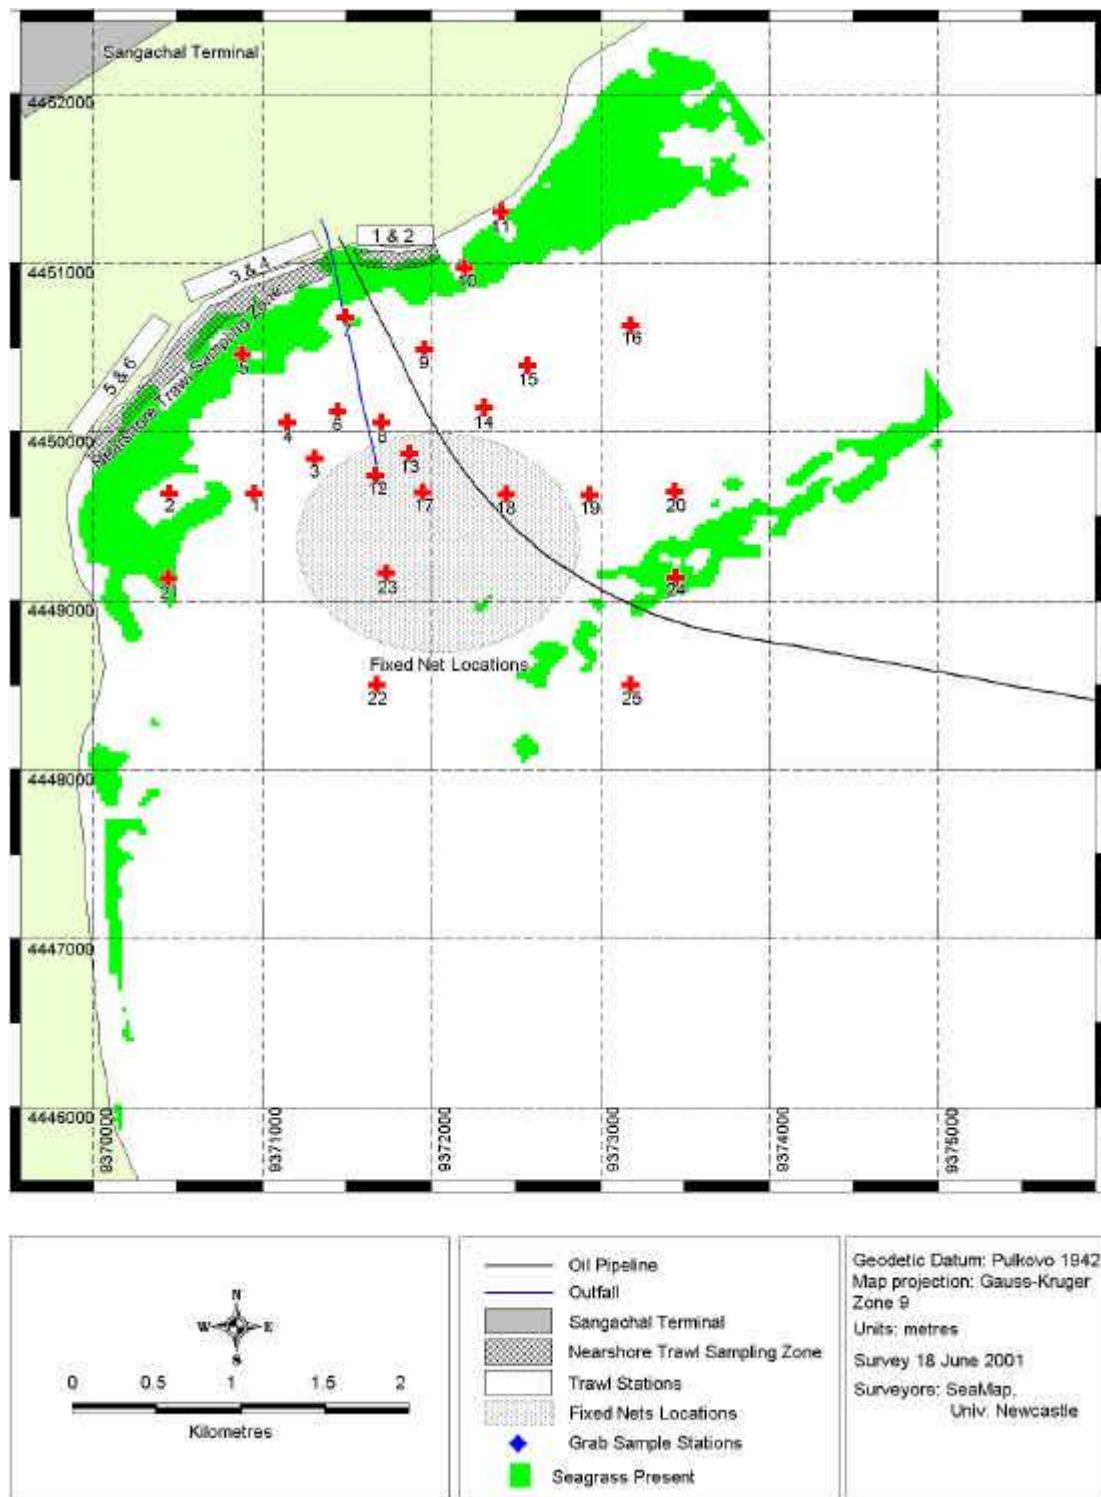 Sangachal Terminal
4452000
11
1 & 2
3 & 4
4451000
10
7
16
Nearshore Trawl Sampling Zone
9
5
5 & 6
15
14
6
4
8
4450000
13
3
12
2
1
17
18
19
20
21
23
24
4449000
Fixed Net Locations
22
25
4448000
4447000
4446000
9370000
9371000
9372000
9373000
9374000
9375000
N
W E
S
0 0.5 1 1.5 2
Kilometres
Oil Pipeline
Outfall
Sangachal Terminal
Nearshore Trawl Sampling Zone
Trawl Stations
Fixed Nets Locations
Grab Sample Stations
Seagrass Present
Geodetic Datum: Pulkovo 1942
Map projection: Gauss-Kruger
Zone 9
Units: metres
Survey 18 June 2001
Surveyors: SeaMap,
Univ. Newcastle